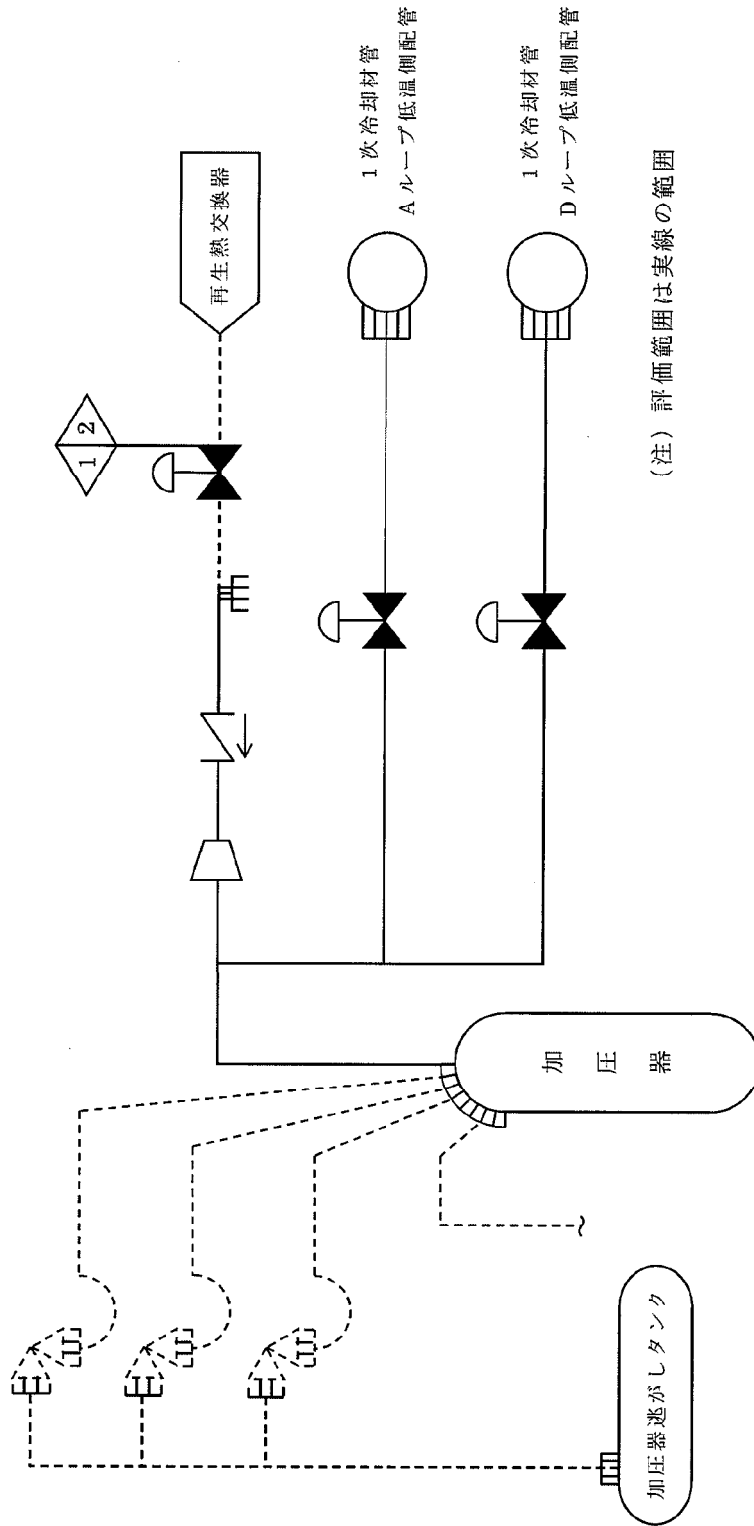 再生熱交換器
1 2
1次冷却材管
Aループ低温側配管
1次冷却材管
Dループ低温側配管
加圧器
加圧器逃がしタンク
(注) 評価範囲は実線の範囲